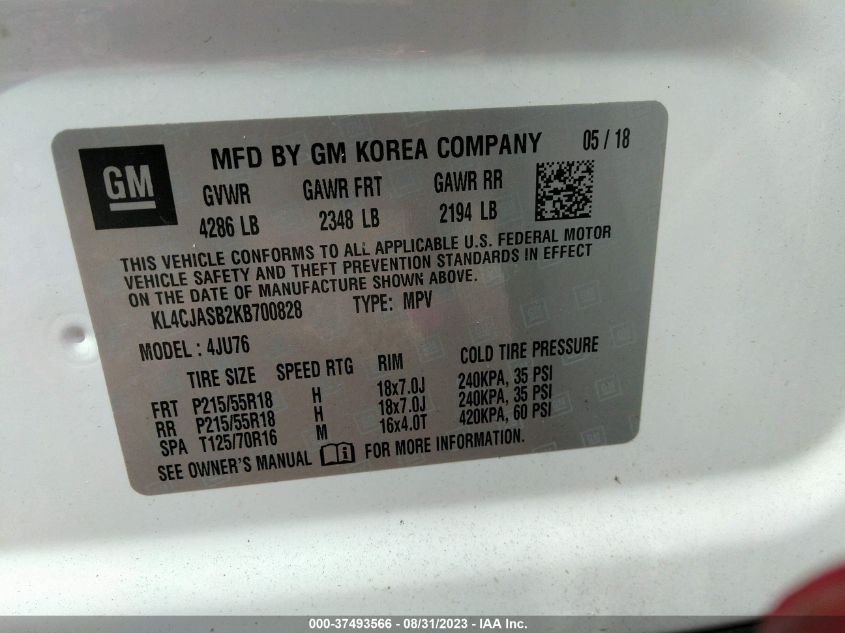 GM
MFD BY GM KOREA COMPANY 05 / 18
GVWR GAWR FRT GAWR RR
4286 LB 2348 LB 2194 LB
THIS VEHICLE CONFORMS TO ALL APPLICABLE U.S. FEDERAL MOTOR
VEHICLE SAFETY AND THEFT PREVENTION STANDARDS IN EFFECT
ON THE DATE OF MANUFACTURE SHOWN ABOVE.
KL4CJASB2KB700828 TYPE: MPV
MODEL : 4JU76
TIRE SIZE SPEED RTG RIM COLD TIRE PRESSURE
FRT P215/55R18 H 18x7.0J 240KPA, 35 PSI
RR P215/55R18 H 18x7.0J 240KPA, 35 PSI
SPA T125/70R16 M 16x4.0T 420KPA, 60 PSI
SEE OWNER'S MANUAL FOR MORE INFORMATION.
000-37493566 - 08/31/2023 - IAA Inc.